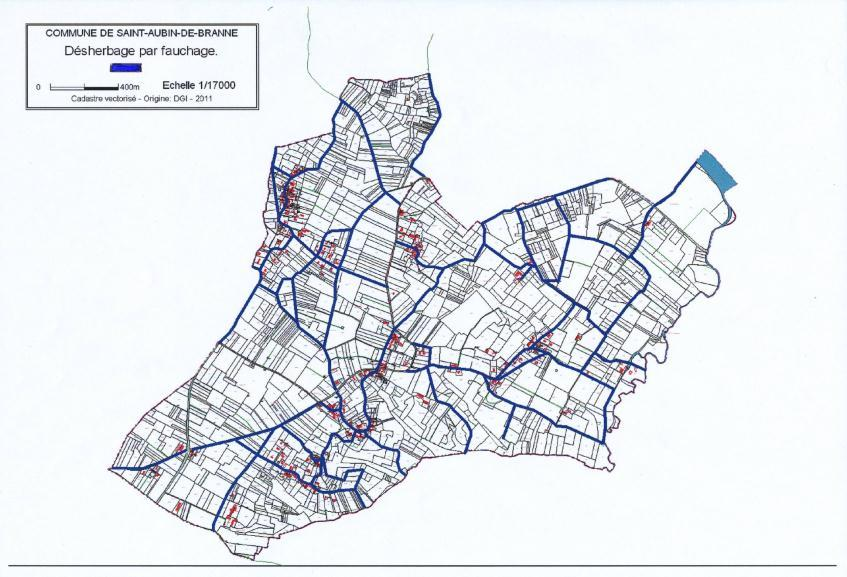 COMMUNE DE SAINT-AUBIN-DE-BRANNE
Désherbage par fauchage.
0 400m Echelle 1/17000
Cadastre vectorisé - Origine: DGI - 2011